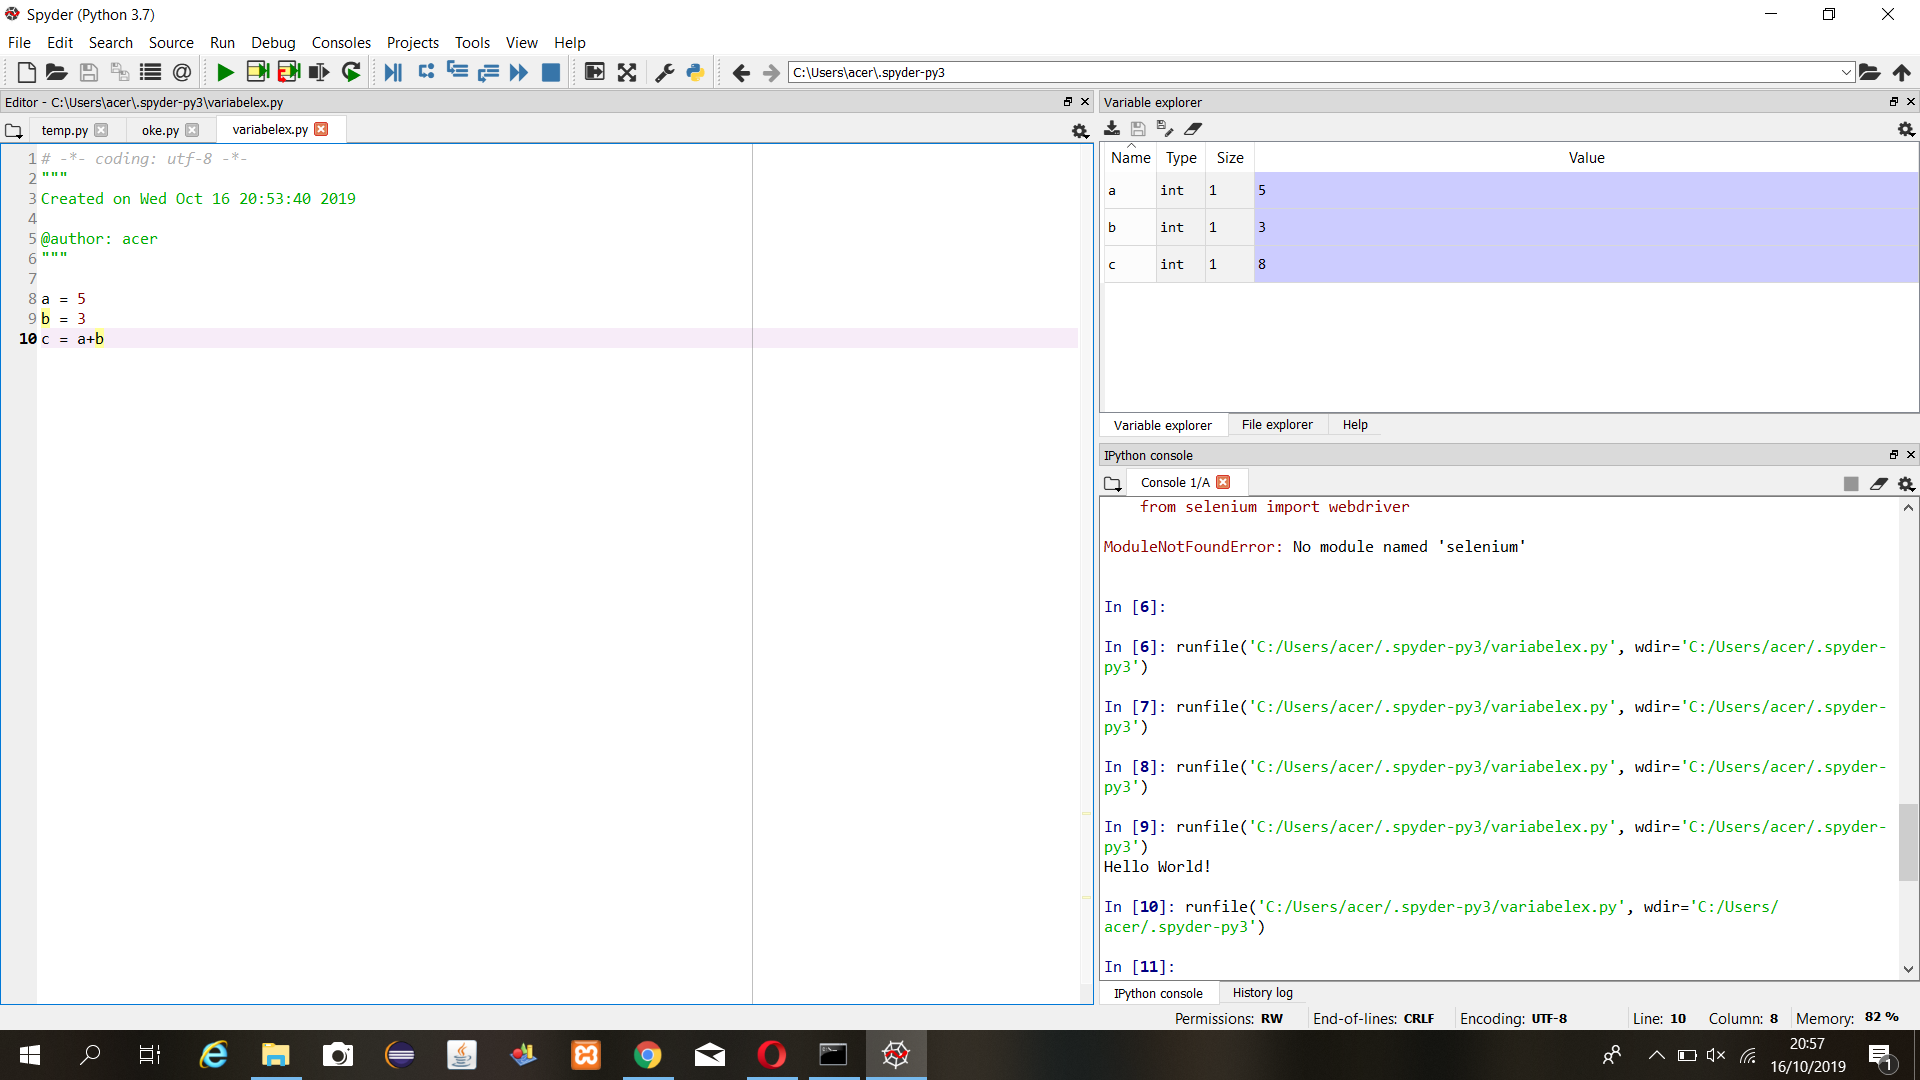 Spyder (Python 3.7)
File Edit Search Source Run Debug Consoles Projects Tools View Help
C:\Users\acer\.spyder-py3
Editor - C:\Users\acer\.spyder-py3\variabelex.py
temp.py oke.py variabelex.py
1 # -*- coding: utf-8 -*-
2 """
3 Created on Wed Oct 16 20:53:40 2019
4
5 @author: acer
6 """
7
8 a = 5
9 b = 3
10 c = a+b
Variable explorer
Name Type Size Value
a int 1 5
b int 1 3
c int 1 8
Variable explorer File explorer Help
IPython console
Console 1/A
from selenium import webdriver
ModuleNotFoundError: No module named 'selenium'
In [6]:
In [6]: runfile('C:/Users/acer/.spyder-py3/variabelex.py', wdir='C:/Users/acer/.spyder-
py3')
In [7]: runfile('C:/Users/acer/.spyder-py3/variabelex.py', wdir='C:/Users/acer/.spyder-
py3')
In [8]: runfile('C:/Users/acer/.spyder-py3/variabelex.py', wdir='C:/Users/acer/.spyder-
py3')
In [9]: runfile('C:/Users/acer/.spyder-py3/variabelex.py', wdir='C:/Users/acer/.spyder-
py3')
Hello World!
In [10]: runfile('C:/Users/acer/.spyder-py3/variabelex.py', wdir='C:/Users/
acer/.spyder-py3')
In [11]:
IPython console History log
Permissions: RW End-of-lines: CRLF Encoding: UTF-8 Line: 10 Column: 8 Memory: 82 %
20:57
16/10/2019
1